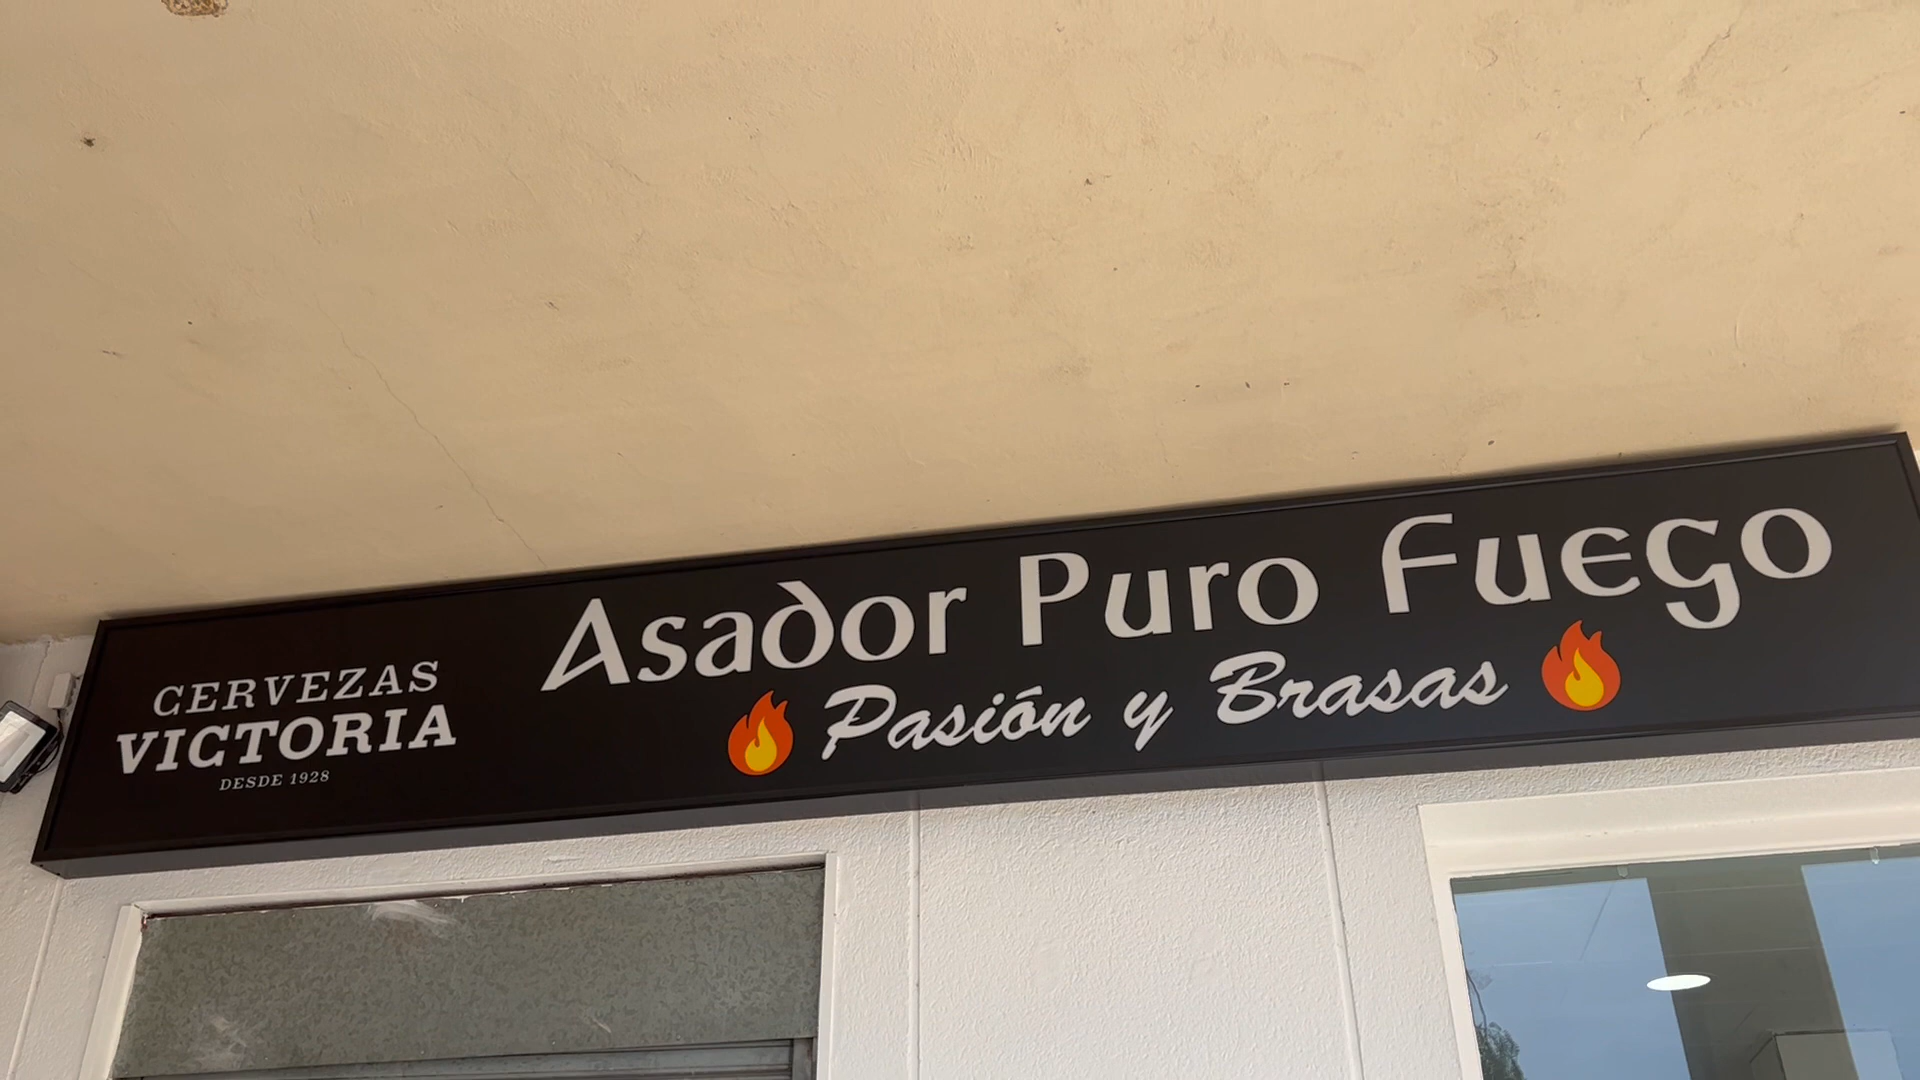 CERVEZAS
VICTORIA
DESDE 1928
Asador Puro Fuego
Pasión y Brasas